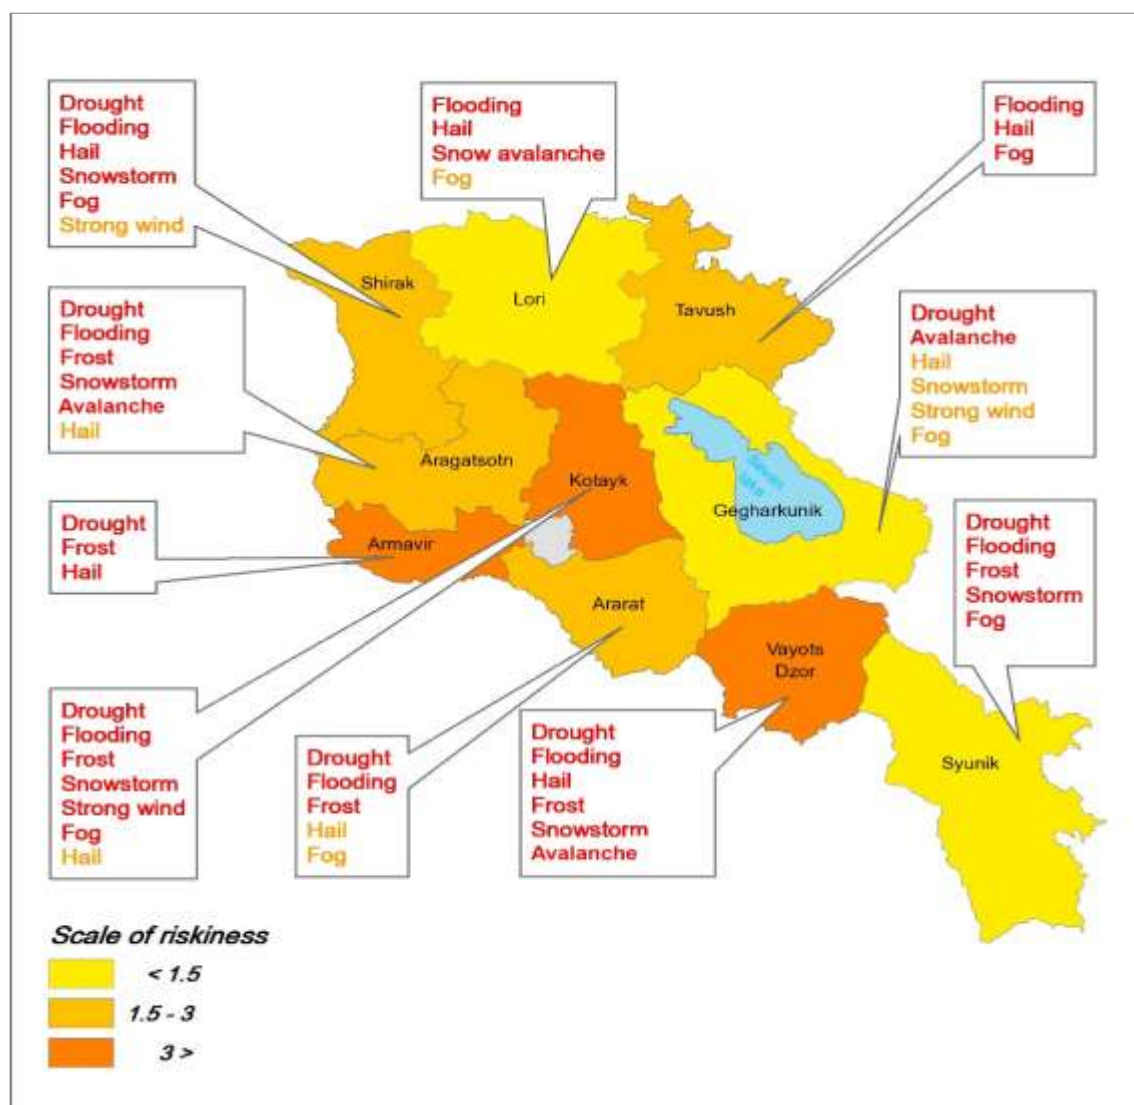 Drought
Flooding
Hail
Snowstorm
Fog
Strong wind
Flooding
Hail
Snow avalanche
Fog
Flooding
Hail
Fog
Shirak
Lori
Tavush
Drought
Flooding
Frost
Snowstorm
Avalanche
Hail
Drought
Avalanche
Hail
Snowstorm
Strong wind
Fog
Aragatsotn
Kotayk
Gegharkunik
Drought
Frost
Hail
Armavir
Ararat
Drought
Flooding
Frost
Snowstorm
Fog
Vayots
Dzor
Syunik
Drought
Flooding
Frost
Snowstorm
Strong wind
Fog
Hail
Drought
Flooding
Frost
Hail
Fog
Drought
Flooding
Hail
Frost
Snowstorm
Avalanche
Scale of riskiness
< 1.5
1.5 - 3
3 >